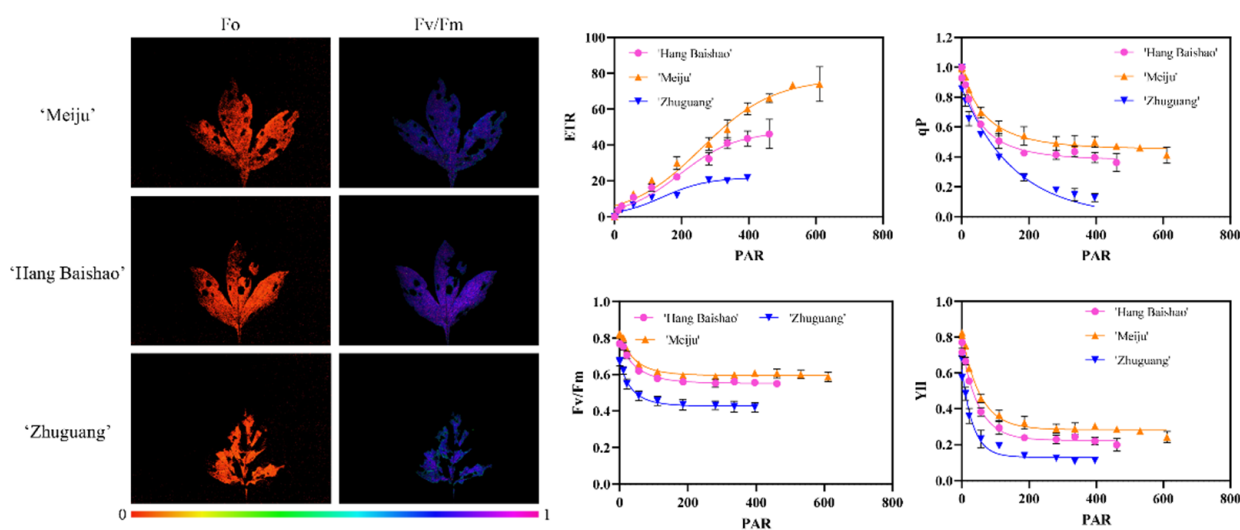 Fo Fv/Fm
‘Meiju’
‘Hang Baishao’
‘Zhuguang’
0 1
ETR
100
80
60
40
20
0
'Hang Baishao'
'Meiju'
'Zhuguang'
0 200 400 600 800
PAR
qP
1.2
1.0
0.8
0.6
0.4
0.2
0.0
'Hang Baishao'
'Meiju'
'Zhuguang'
0 200 400 600 800
PAR
Fv/Fm
1.0
0.8
0.6
0.4
0.2
0.0
'Hang Baishao' 'Zhuguang'
'Meiju'
0 200 400 600 800
PAR
YII
1.0
0.8
0.6
0.4
0.2
0.0
'Hang Baishao'
'Meiju'
'Zhuguang'
0 200 400 600 800
PAR